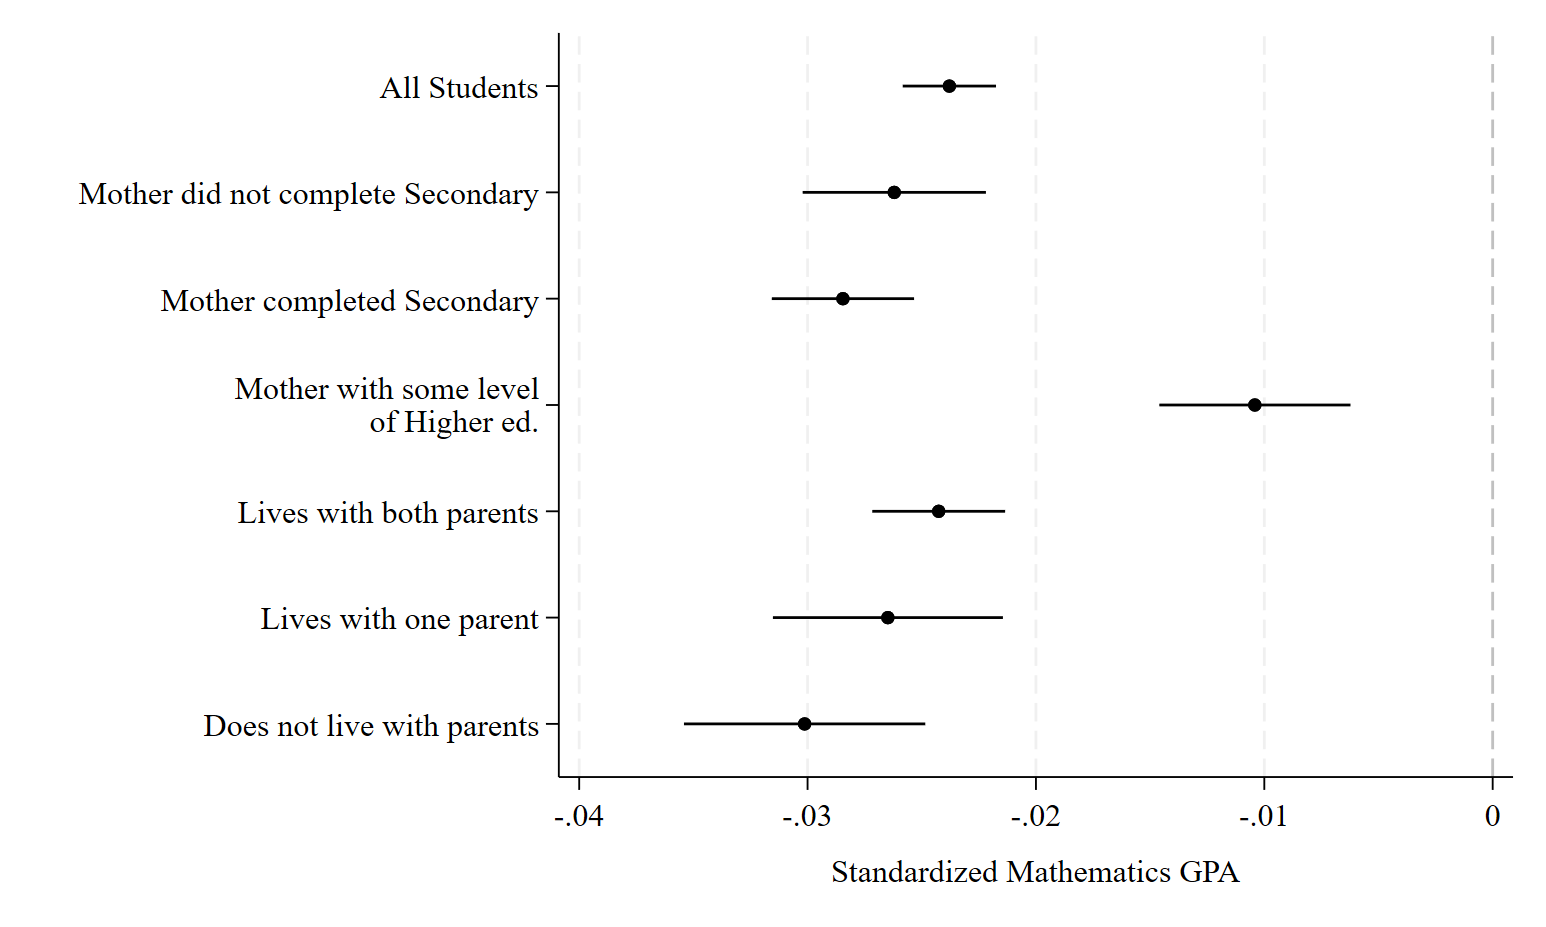 All Students
Mother did not complete Secondary
Mother completed Secondary
Mother with some level
of Higher ed.
Lives with both parents
Lives with one parent
Does not live with parents
-.04 -.03 -.02 -.01 0
Standardized Mathematics GPA